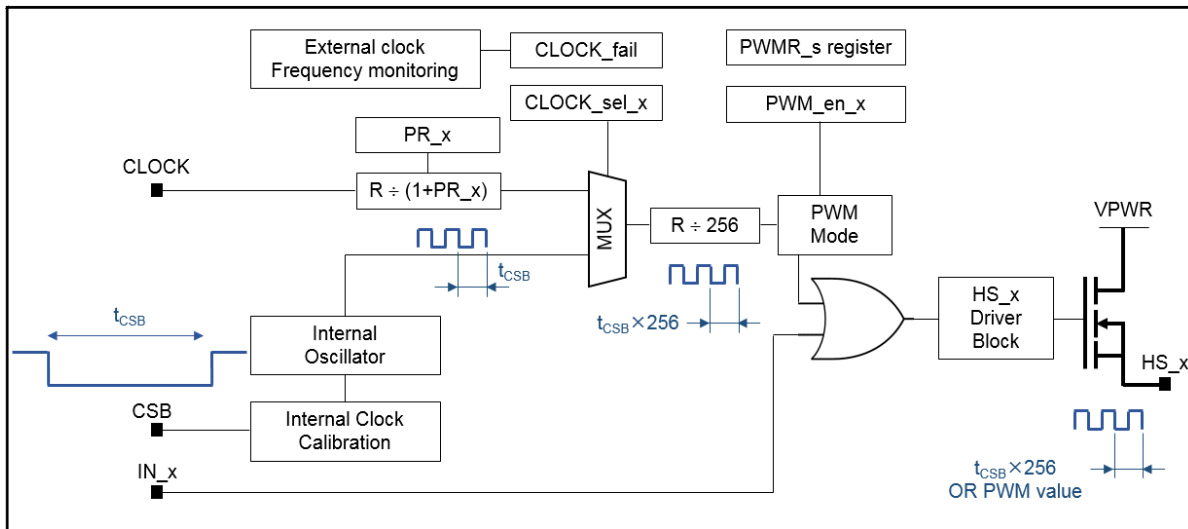 External clock
Frequency monitoring
CLOCK_fail
PWMR_s register
CLOCK_sel_x
PWM_en_x
PR_x
CLOCK
R ÷ (1+PR_x)
MUX
R ÷ 256
PWM
Mode
VPWR
tCSB
tCSB×256
tCSB
Internal
Oscillator
HS_x
Driver
Block
HS_x
CSB
Internal Clock
Calibration
IN_x
tCSB×256
OR PWM value